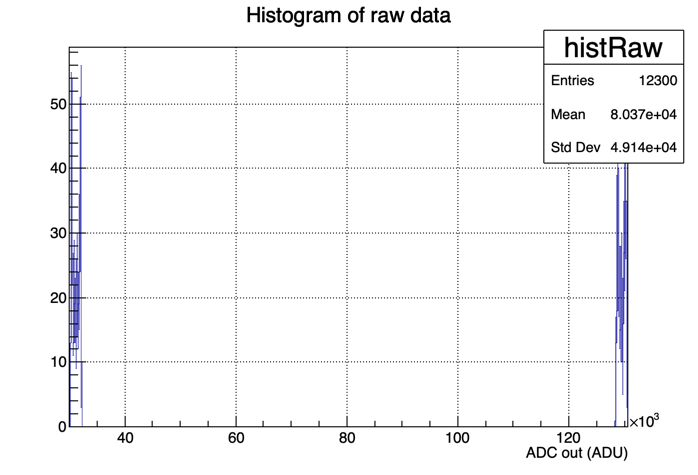 Histogram of raw data
histRaw
Entries 12300
Mean 8.037e+04
Std Dev 4.914e+04
50
40
30
20
10
0
40 60 80 100 120
×10³
ADC out (ADU)